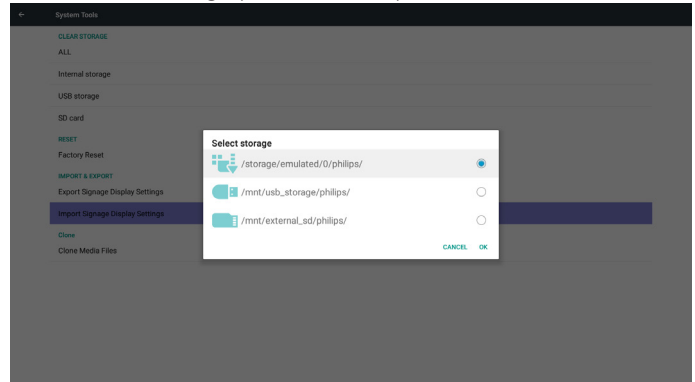 System Tools
CLEAR STORAGE
ALL
Internal storage
USB storage
SD card
RESET
Factory Reset
IMPORT & EXPORT
Export Signage Display Settings
Import Signage Display Settings
Clone
Clone Media Files
Select storage
/storage/emulated/0/philips/
/mnt/usb_storage/philips/
/mnt/external_sd/philips/
CANCEL OK